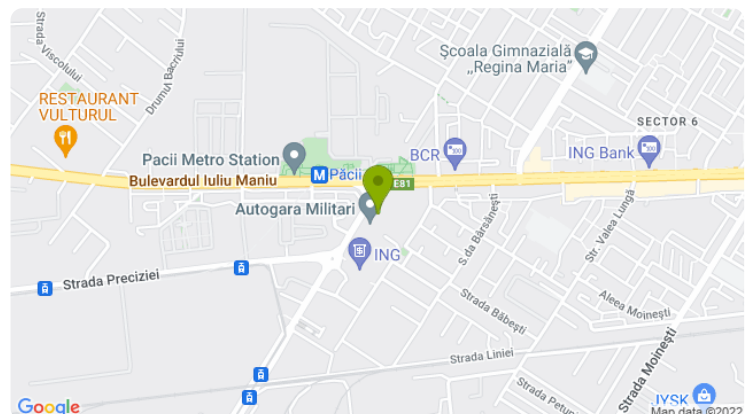 Strada Viscolului
Drumul Bacriului
Școala Gimnazială
„Regina Maria”
RESTAURANT
VULTURUL
SECTOR 6
Pacii Metro Station
BCR
ING Bank
M Păcii
Bulevardul Iuliu Maniu
E81
Autogara Militari
S.da Bârsănești
Str. Valea Lungă
ING
Strada Preciziei
Strada Băbești
Aleea Moinești
Strada Liniei
Strada Moinești
JYSK
Google
Map data ©2022